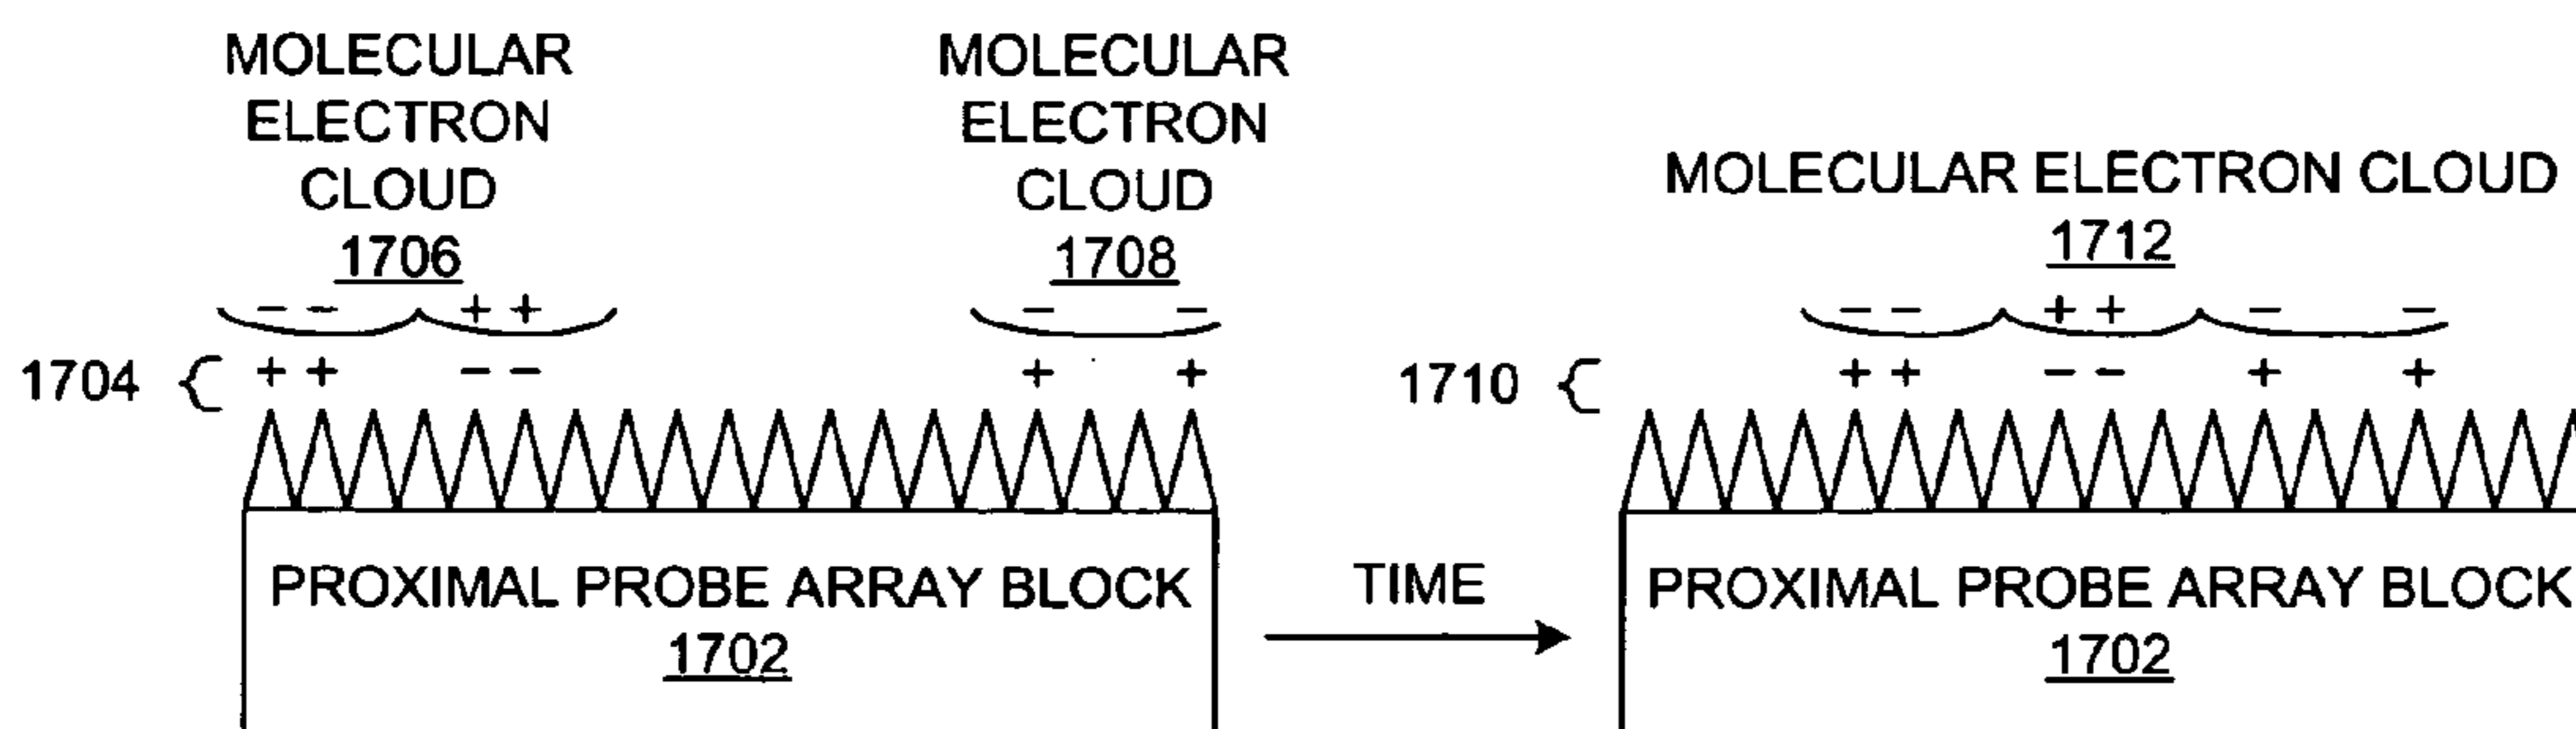 MOLECULAR
ELECTRON
CLOUD
1706
− − + +
1704 { + + − −
MOLECULAR
ELECTRON
CLOUD
1708
− −
+ +
MOLECULAR ELECTRON CLOUD
1712
− − + + − −
1710 { + + − − + +
PROXIMAL PROBE ARRAY BLOCK
1702
TIME
PROXIMAL PROBE ARRAY BLOCK
1702